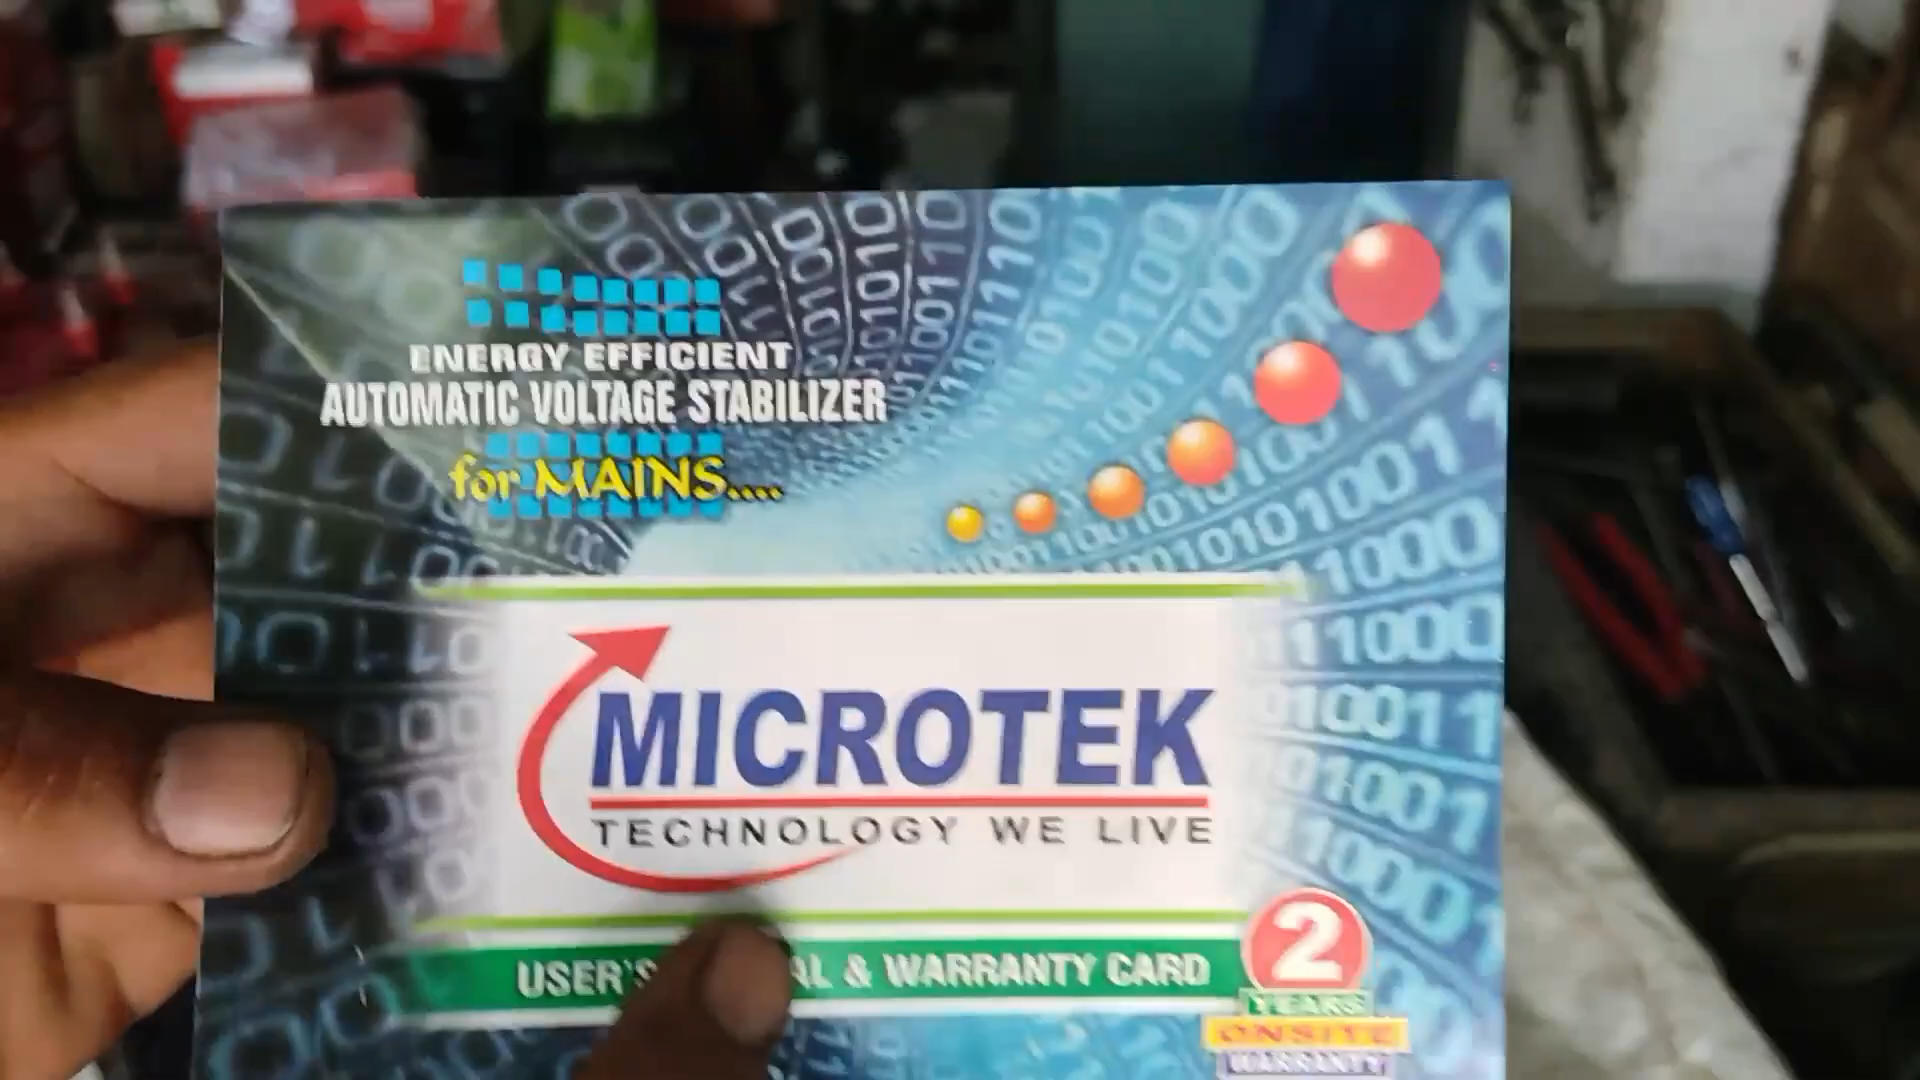 ENERGY EFFICIENT
AUTOMATIC VOLTAGE STABILIZER
for MAINS....
MICROTEK
TECHNOLOGY WE LIVE
USER'S AL & WARRANTY CARD
2
YEARS
ONSITE
WARRANTY